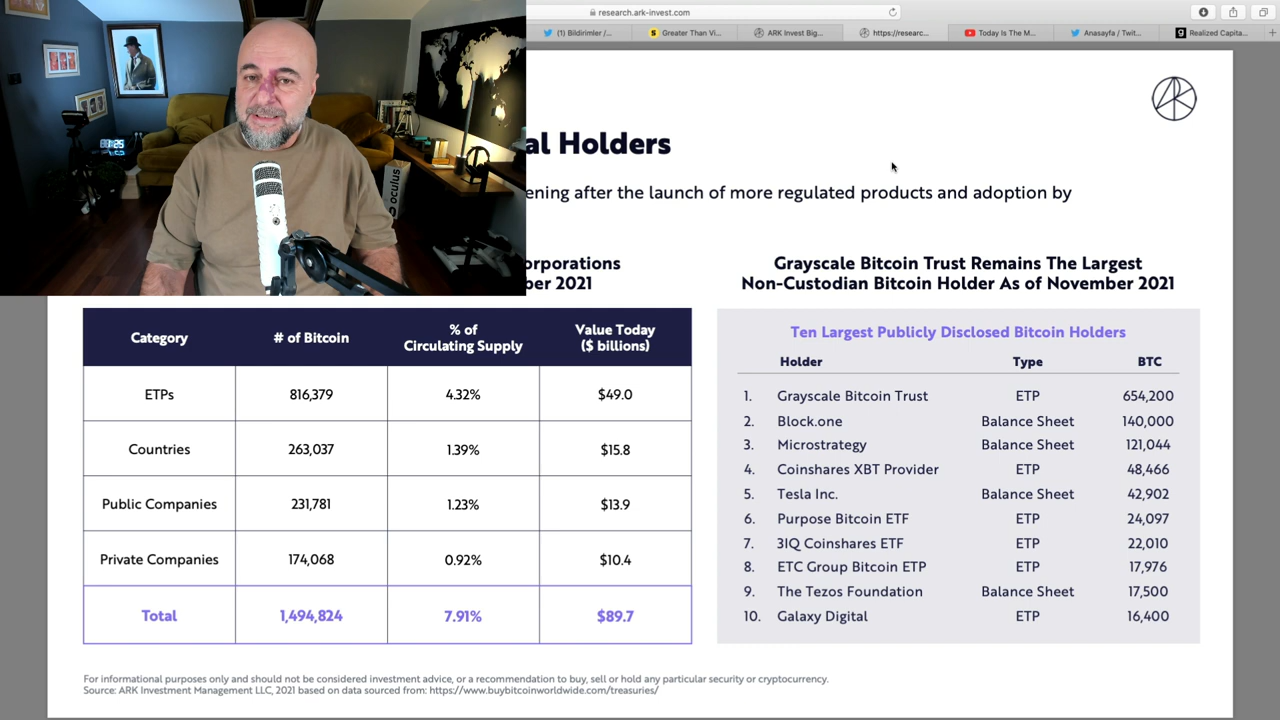 research.ark-invest.com
(1) Bildirimler /...
Greater Than Vi...
ARK Invest Big...
https://researc...
Today Is The M...
Anasayfa / Twit...
Realized Capita...
al Holders
ening after the launch of more regulated products and adoption by
orporations
ber 2021
Category # of Bitcoin % of Circulating Supply Value Today ($ billions)
ETPs 816,379 4.32% $49.0
Countries 263,037 1.39% $15.8
Public Companies 231,781 1.23% $13.9
Private Companies 174,068 0.92% $10.4
Total 1,494,824 7.91% $89.7
Grayscale Bitcoin Trust Remains The Largest
Non-Custodian Bitcoin Holder As of November 2021
Ten Largest Publicly Disclosed Bitcoin Holders
Holder Type BTC
1. Grayscale Bitcoin Trust ETP 654,200
2. Block.one Balance Sheet 140,000
3. Microstrategy Balance Sheet 121,044
4. Coinshares XBT Provider ETP 48,466
5. Tesla Inc. Balance Sheet 42,902
6. Purpose Bitcoin ETF ETP 24,097
7. 3IQ Coinshares ETF ETP 22,010
8. ETC Group Bitcoin ETP ETP 17,976
9. The Tezos Foundation Balance Sheet 17,500
10. Galaxy Digital ETP 16,400
For informational purposes only and should not be considered investment advice, or a recommendation to buy, sell or hold any particular security or cryptocurrency.
Source: ARK Investment Management LLC, 2021 based on data sourced from: https://www.buybitcoinworldwide.com/treasuries/
oculus